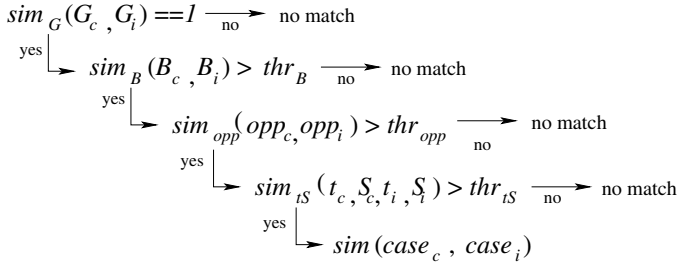 sim_G(G_c ,G_i) ==1 no no match
yes
sim_B(B_c ,B_i) > thr_B no no match
yes
sim_opp(opp_c,opp_i) > thr_opp no no match
yes
sim_tS(t_c ,S_c,t_i ,S_i) > thr_tS no no match
yes
sim(case_c , case_i)